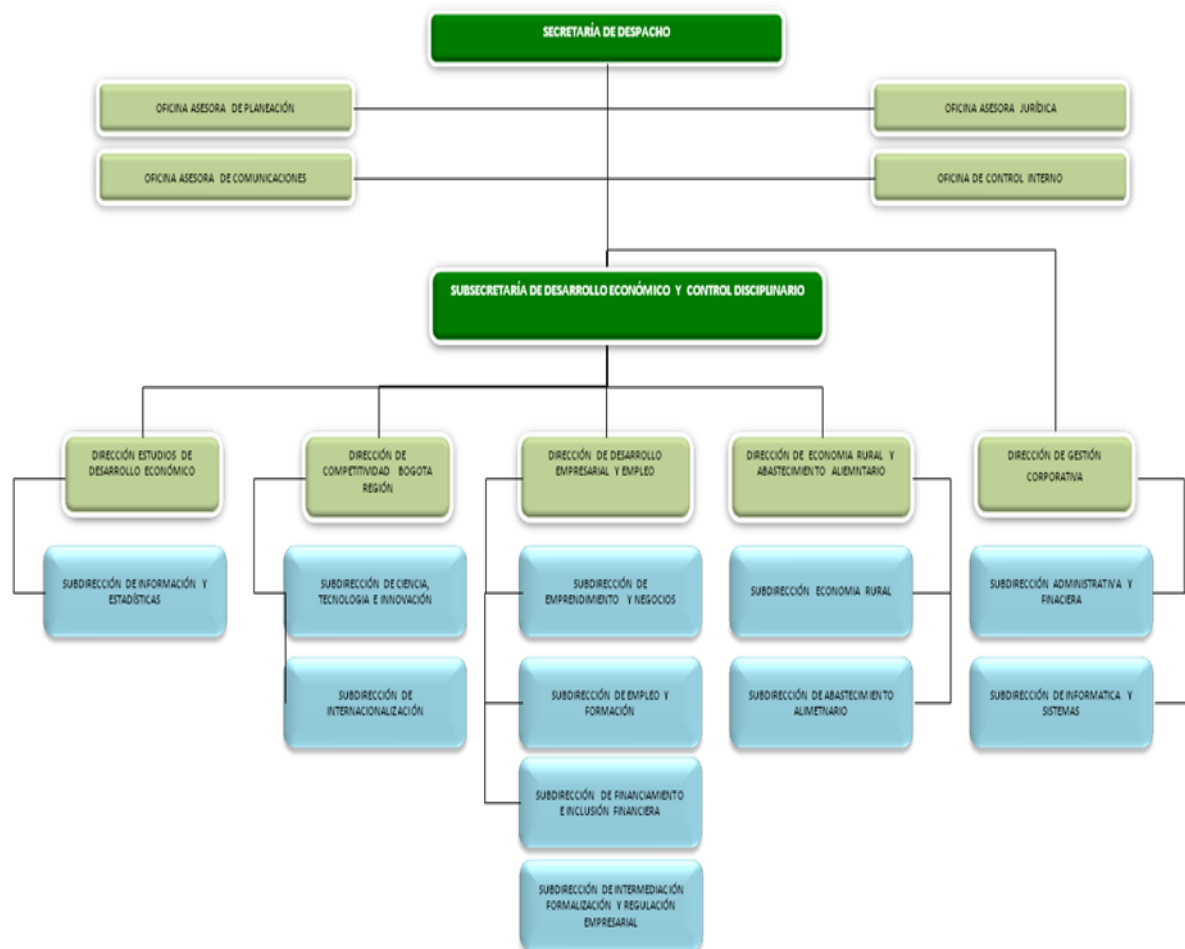 SECRETARÍA DE DESPACHO
OFICINA ASESORA DE PLANEACIÓN
OFICINA ASESORA JURÍDICA
OFICINA ASESORA DE COMUNICACIONES
OFICINA DE CONTROL INTERNO
SUBSECRETARÍA DE DESARROLLO ECONÓMICO Y CONTROL DISCIPLINARIO
DIRECCIÓN ESTUDIOS DE
DESARROLLO ECONÓMICO
DIRECCIÓN DE
COMPETITIVIDAD BOGOTA
REGIÓN
DIRECCIÓN DE DESARROLLO
EMPRESARIAL Y EMPLEO
DIRECCIÓN DE ECONOMIA RURAL Y
ABASTECIMIENTO ALIEMNTARIO
DIRECCIÓN DE GESTIÓN
CORPORATIVA
SUBDIRECCIÓN DE INFORMACIÓN Y
ESTADÍSTICAS
SUBDIRECCIÓN DE CIENCIA,
TECNOLOGIA E INNOVACIÓN
SUBDIRECCIÓN DE
EMPRENDIMIENTO Y NEGOCIOS
SUBDIRECCIÓN ECONOMIA RURAL
SUBDIRECCIÓN ADMINISTRATIVA Y
FINACIERA
SUBDIRECCIÓN DE
INTERNACIONALIZACIÓN
SUBDIRECCIÓN DE EMPLEO Y
FORMACIÓN
SUBDIRECCIÓN DE ABASTECIMIENTO
ALIMETNARIO
SUBDIRECCIÓN DE INFORMATICA Y
SISTEMAS
SUBDIRECCIÓN DE FINANCIAMIENTO
E INCLUSIÓN FINANCIERA
SUBDIRECCIÓN DE INTERMEDIACIÓN
FORMALIZACIÓN Y REGULACIÓN
EMPRESARIAL